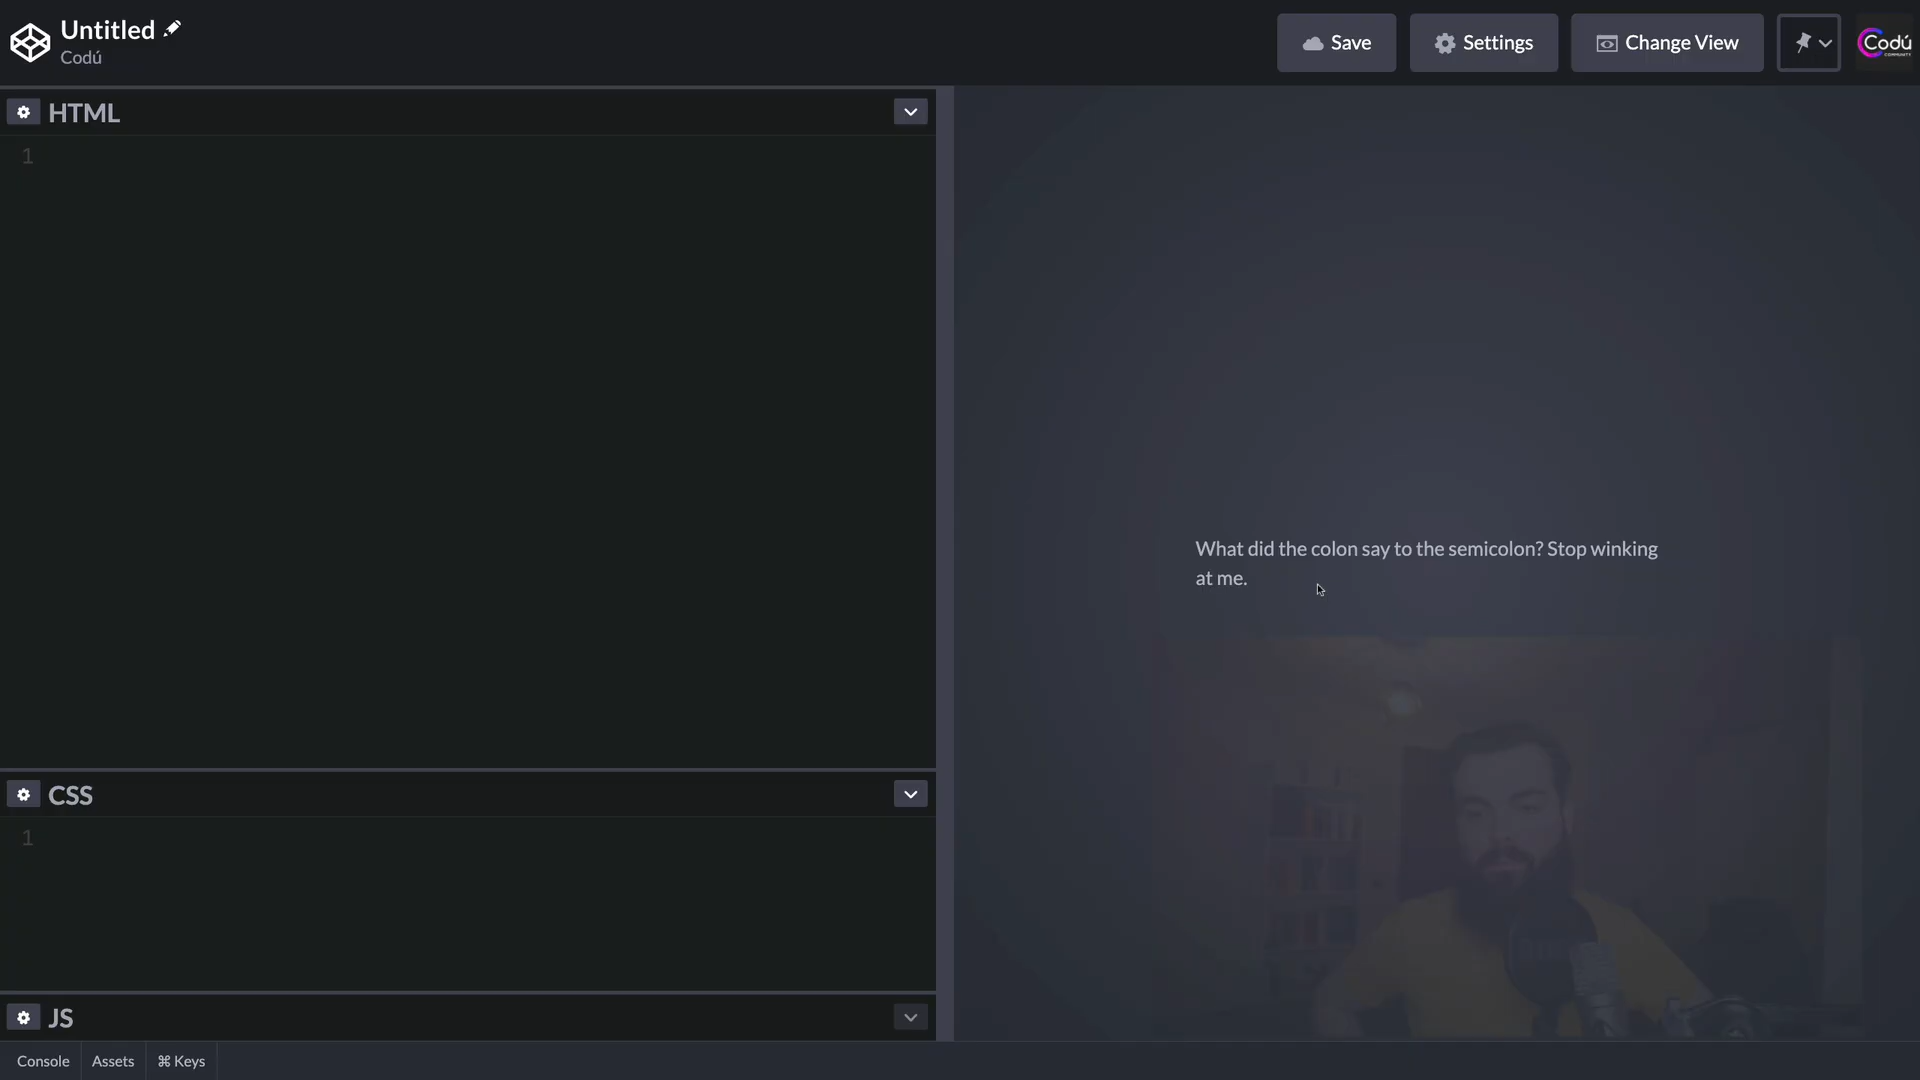 Untitled
Codú
Save
Settings
Change View
Codú
COMMUNITY
HTML
1
What did the colon say to the semicolon? Stop winking
at me.
CSS
1
JS
Console
Assets
⌘ Keys